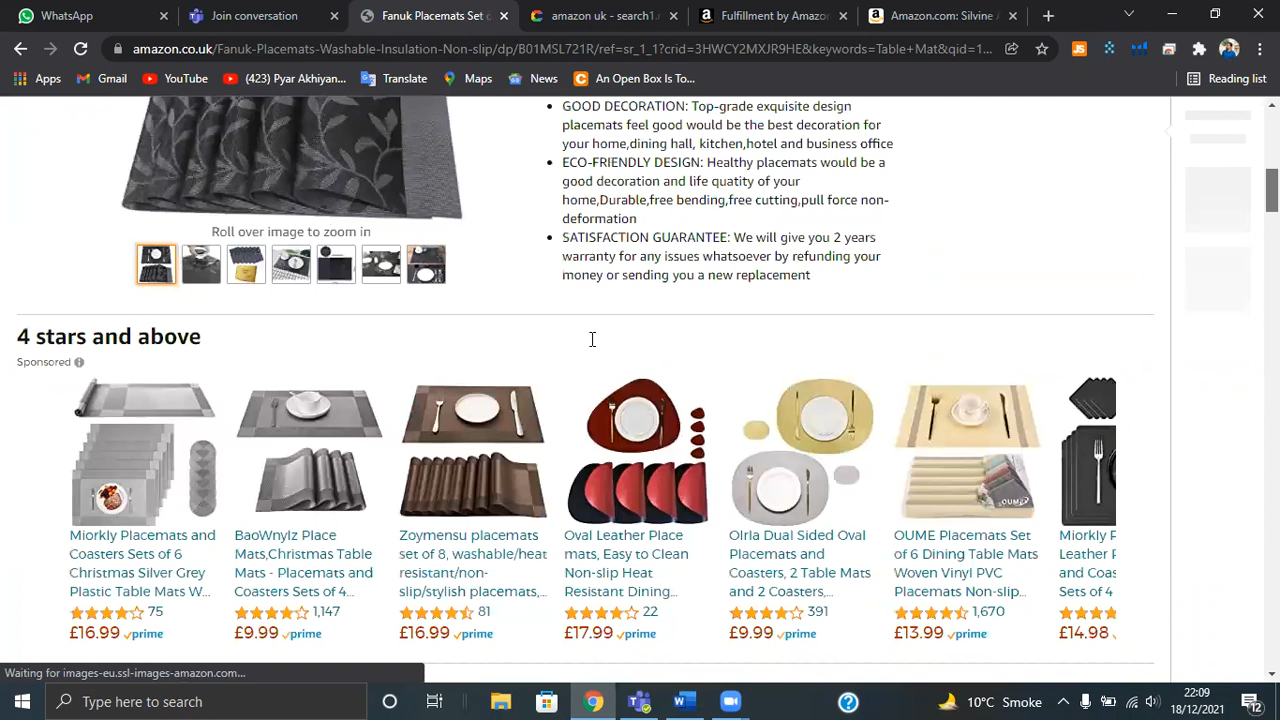 WhatsApp
Join conversation
Fanuk Placemats Set o
amazon uk - search1.r
Fulfillment by Amazo
Amazon.com: Silvine A
amazon.co.uk/Fanuk-Placemats-Washable-Insulation-Non-slip/dp/B01MSL721R/ref=sr_1_1?crid=3HWCY2MXJR9HE&keywords=Table+Mat&qid=1...
Apps
Gmail
YouTube
(423) Pyar Akhiyan...
Translate
Maps
News
An Open Box Is To...
Reading list
GOOD DECORATION: Top-grade exquisite design
placemats feel good would be the best decoration for
your home,dining hall, kitchen,hotel and business office
ECO-FRIENDLY DESIGN: Healthy placemats would be a
good decoration and life quatity of your
home,Durable,free bending,free cutting,pull force non-
deformation
SATISFACTION GUARANTEE: We will give you 2 years
warranty for any issues whatsoever by refunding your
money or sending you a new replacement
Roll over image to zoom in
4 stars and above
Sponsored
OUME
Miorkly Placemats and
Coasters Sets of 6
Christmas Silver Grey
Plastic Table Mats W...
75
£16.99 prime
BaoWnylz Place
Mats,Christmas Table
Mats - Placemats and
Coasters Sets of 4...
1,147
£9.99 prime
Zoymensu placemats
set of 8, washable/heat
resistant/non-
slip/stylish placemats,...
81
£16.99 prime
Oval Leather Place
mats, Easy to Clean
Non-slip Heat
Resistant Dining...
22
£17.99 prime
Olrla Dual Sided Oval
Placemats and
Coasters, 2 Table Mats
and 2 Coasters,...
391
£9.99 prime
OUME Placemats Set
of 6 Dining Table Mats
Woven Vinyl PVC
Placemats Non-slip...
1,670
£13.99 prime
Miorkly P
Leather P
and Coas
Sets of 4
£14.98
Waiting for images-eu.ssl-images-amazon.com...
Type here to search
10°C Smoke
22:09
18/12/2021
12